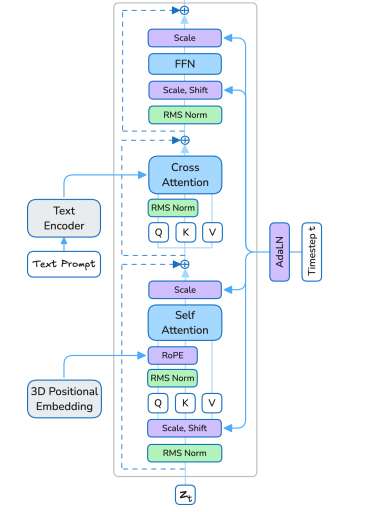 Scale
FFN
Scale, Shift
RMS Norm
Cross
Attention
RMS Norm
Q K V
Text
Encoder
Text Prompt
Scale
Self
Attention
RoPE
RMS Norm
3D Positional
Embedding
Q K V
Scale, Shift
RMS Norm
AdaLN
Timestep t
zt